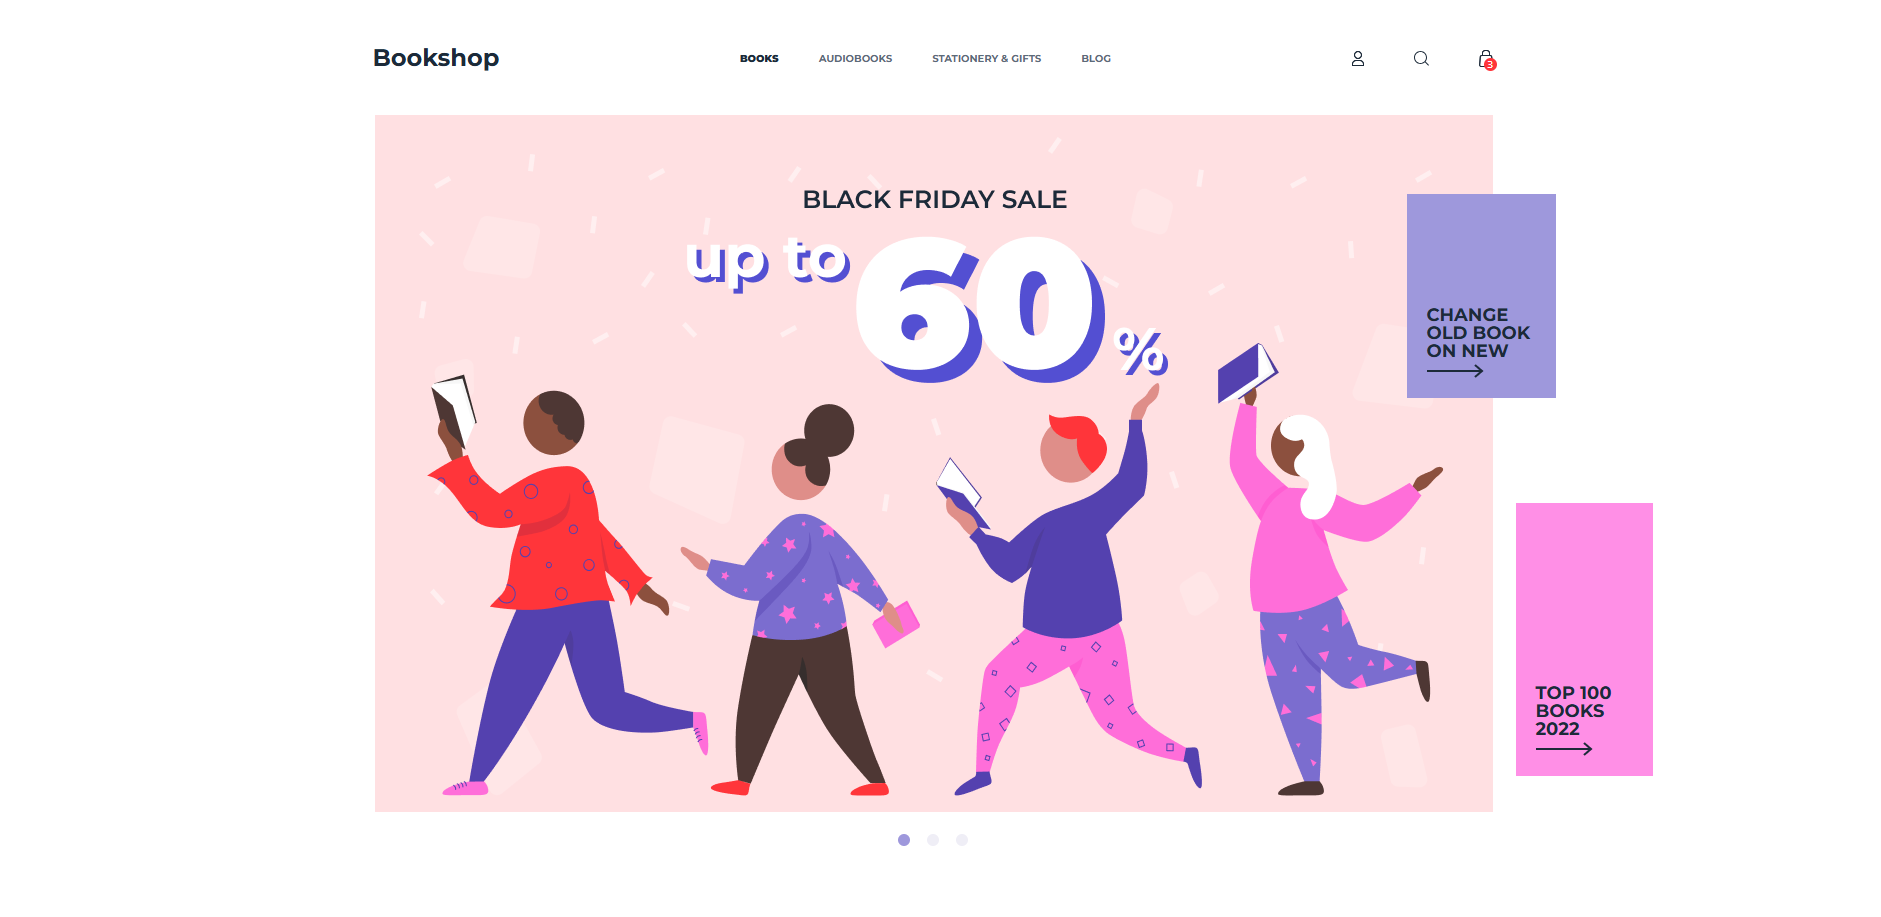 Bookshop
BOOKS AUDIOBOOKS STATIONERY & GIFTS BLOG
3
BLACK FRIDAY SALE
up to 60 %
CHANGE
OLD BOOK
ON NEW
TOP 100
BOOKS
2022